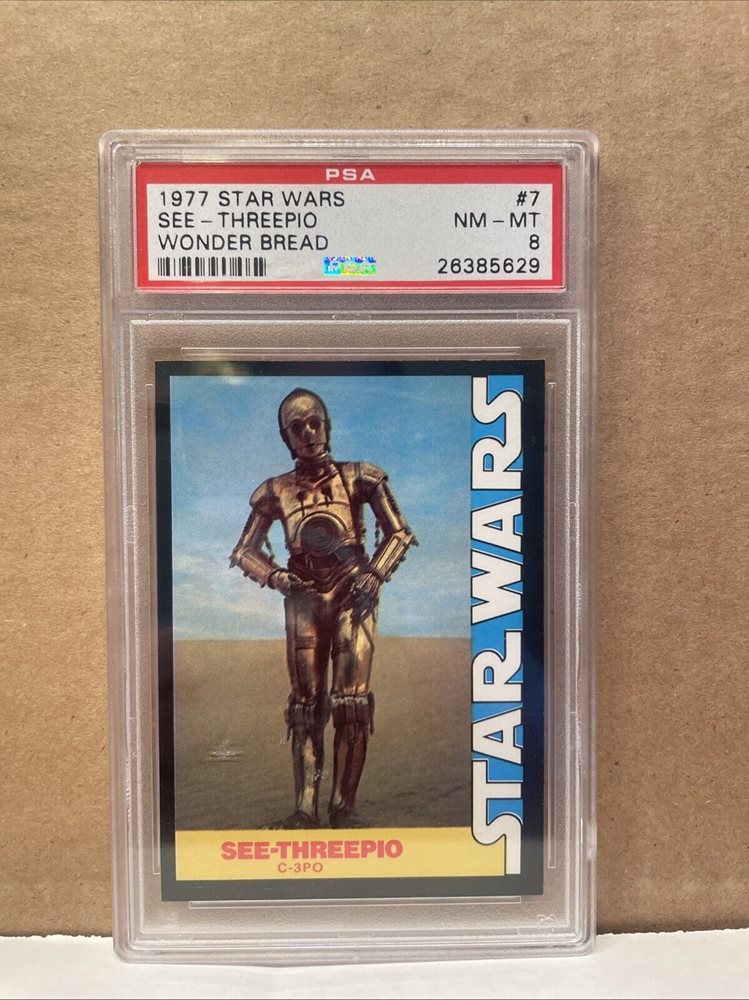 PSA
1977 STAR WARS #7
SEE-THREEPIO NM-MT
WONDER BREAD 8
26385629
STAR WARS
SEE-THREEPIO
C-3PO